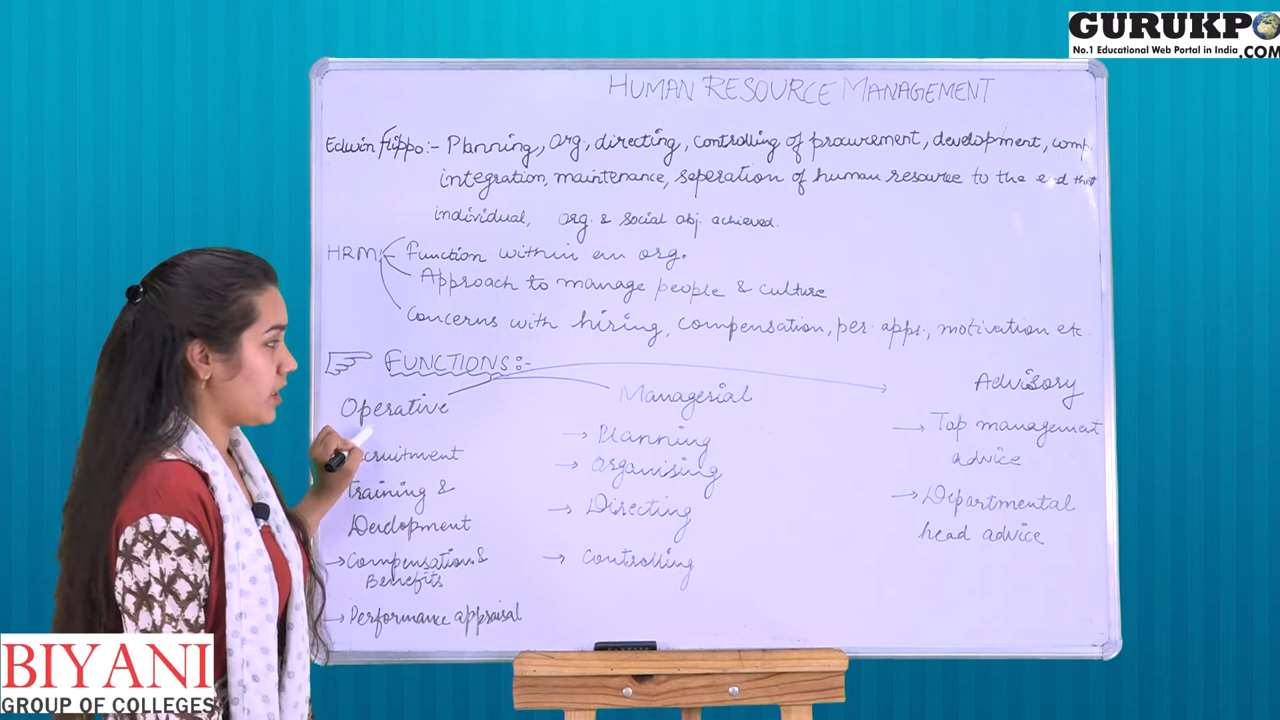 GURUKPO
No.1 Educational Web Portal in India
.COM
HUMAN RESOURCE MANAGEMENT
Edwin flippo:- Planning, org., directing, controlling of procurement, development, comp.
integration, maintenance, seperation of human resource to the end that
individual, org. & social obj. achieved.
HRM
Function within an org.
Approach to manage people & culture
Concerns with hiring, compensation, per. appr., motivation etc.
FUNCTIONS:-
Operative
cruitment
Training &
Development
→ Compensation &
Benefits
→ Performance appraisal
Managerial
→ Planning
→ Organising
→ Directing
→ Controlling
Advisory
→ Top management
advice
→ Departmental
head advice
BIYANI
GROUP OF COLLEGES